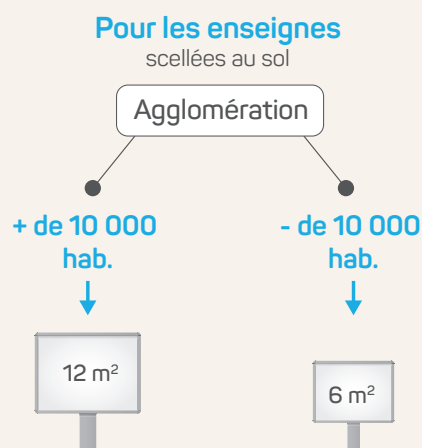 Pour les enseignes
scellées au sol
Agglomération
+ de 10 000
hab.
- de 10 000
hab.
12 m²
6 m²